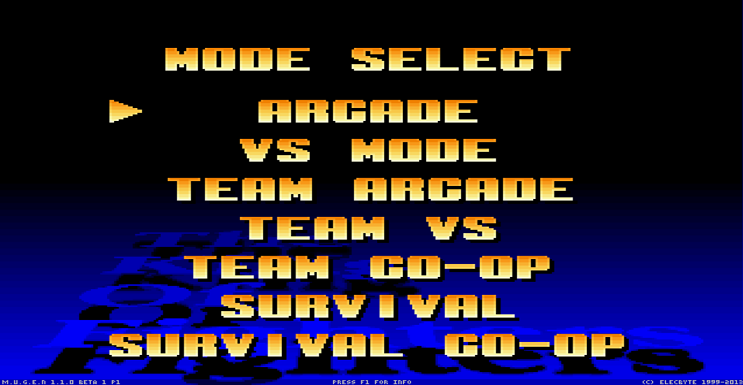 MODE SELECT
ARCADE
VS MODE
TEAM ARCADE
TEAM VS
TEAM CO-OP
SURVIVAL
SURVIVAL CO-OP
M.U.G.E.N 1.1.0 BETA 1 P1
PRESS F1 FOR INFO
(C) ELECBYTE 1999-2013